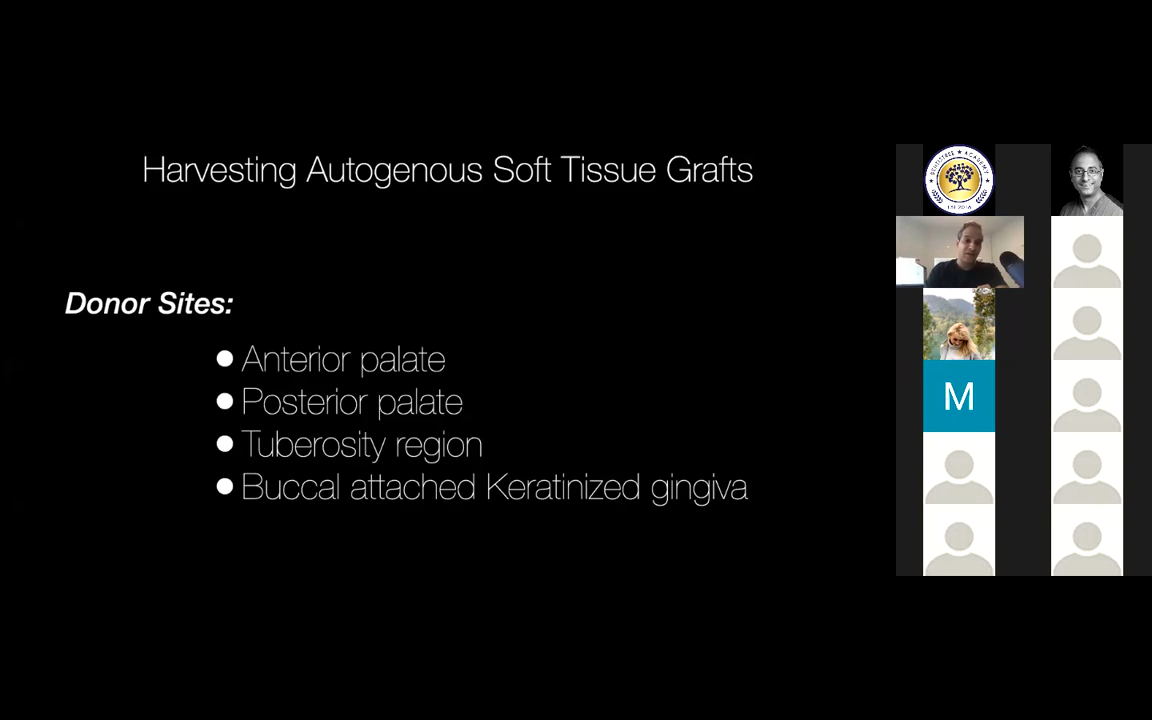 Harvesting Autogenous Soft Tissue Grafts
Donor Sites:
Anterior palate
Posterior palate
Tuberosity region
Buccal attached Keratinized gingiva
M